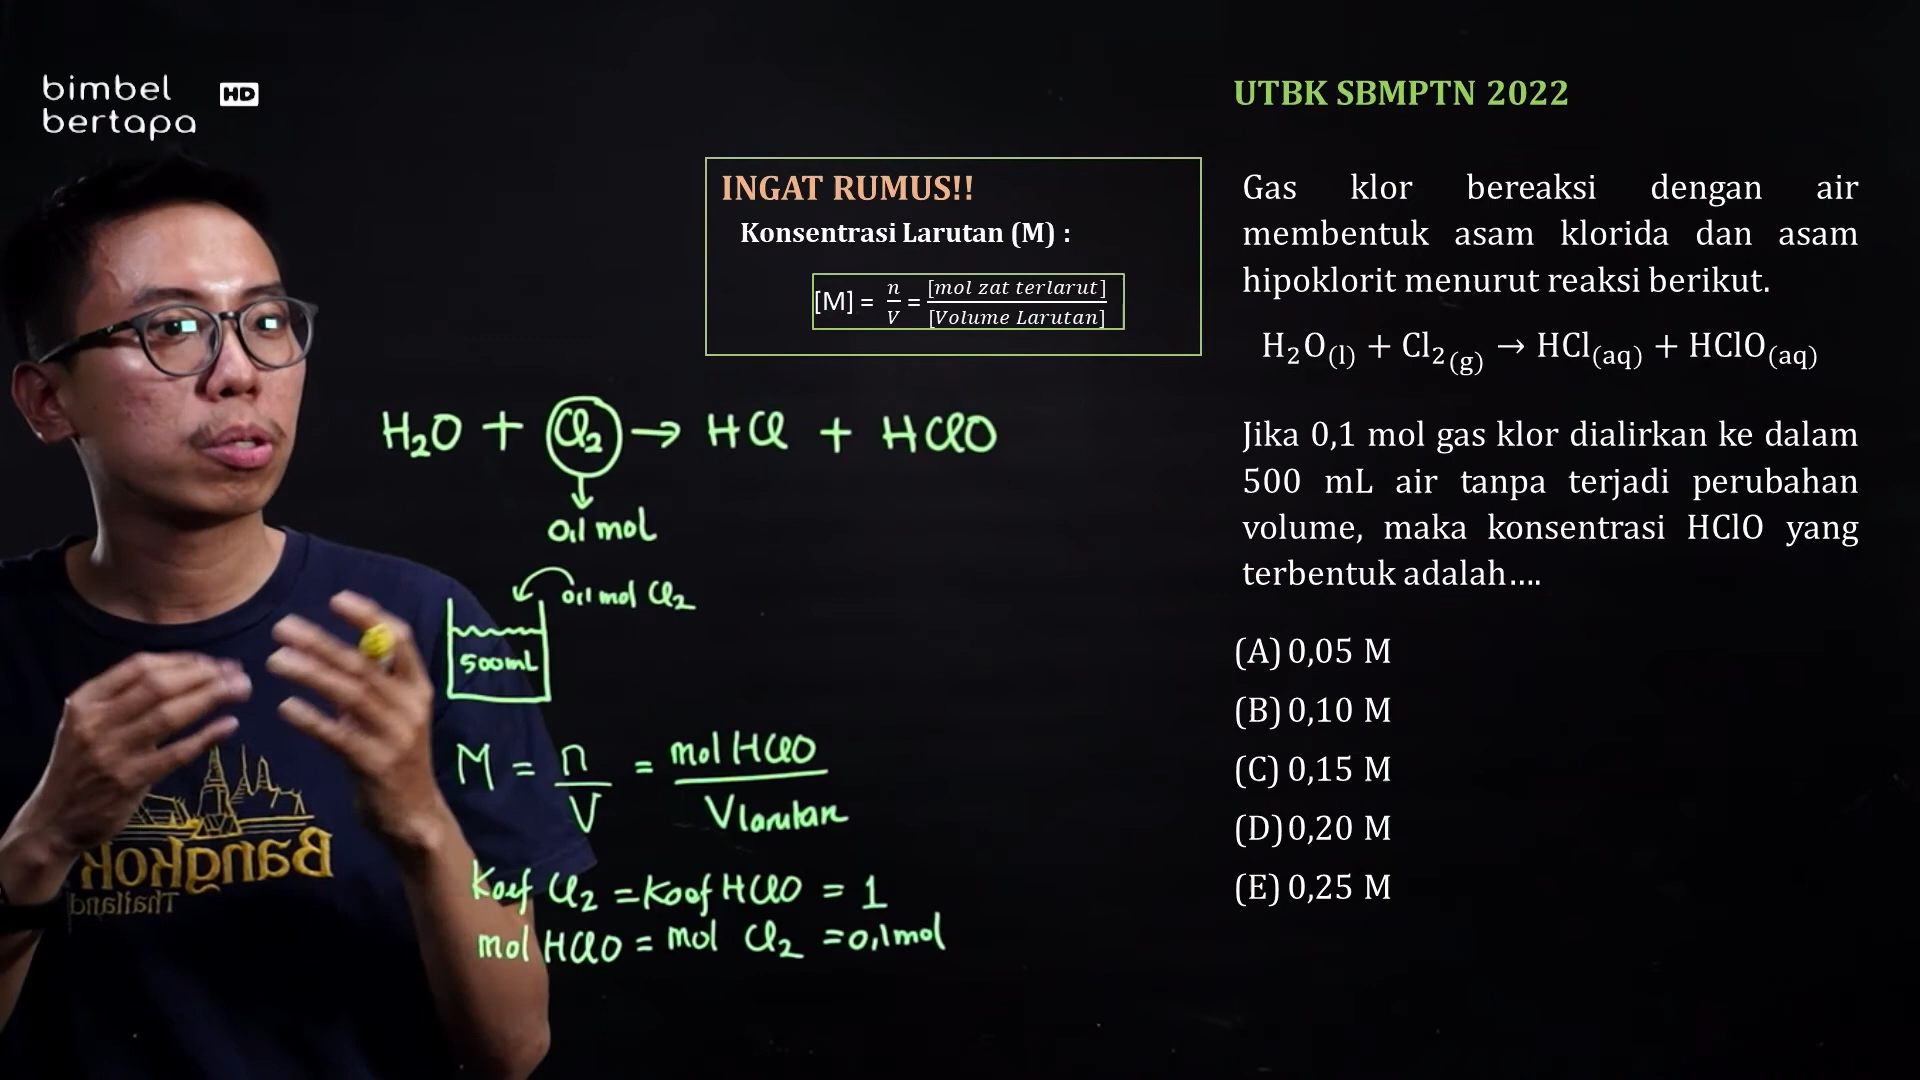 bimbel
bertapa
HD
UTBK SBMPTN 2022
INGAT RUMUS!!
Konsentrasi Larutan (M) :
[M] = n/V = [mol zat terlarut]/[Volume Larutan]
Gas klor bereaksi dengan air
membentuk asam klorida dan asam
hipoklorit menurut reaksi berikut.
H₂O(l) + Cl₂(g) → HCl(aq) + HClO(aq)
Jika 0,1 mol gas klor dialirkan ke dalam
500 mL air tanpa terjadi perubahan
volume, maka konsentrasi HClO yang
terbentuk adalah….
(A) 0,05 M
(B) 0,10 M
(C) 0,15 M
(D) 0,20 M
(E) 0,25 M
H₂O + Cl₂ → HCl + HClO
0,1 mol
0,1 mol Cl₂
500mL
M = n/V = mol HClO/V larutan
Koef Cl₂ = Koef HClO = 1
mol HClO = mol Cl₂ = 0,1 mol
Bangkok
Thailand